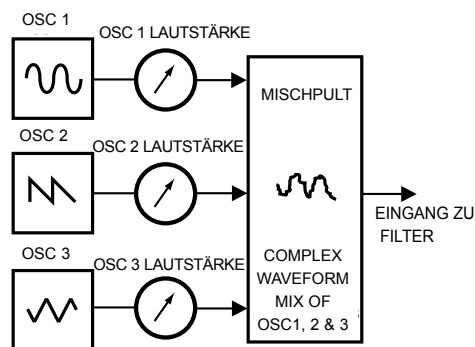 OSC 1
OSC 1 LAUTSTÄRKE
OSC 2
OSC 2 LAUTSTÄRKE
OSC 3
OSC 3 LAUTSTÄRKE
MISCHPULT
COMPLEX
WAVEFORM
MIX OF
OSC1, 2 & 3
EINGANG ZU
FILTER